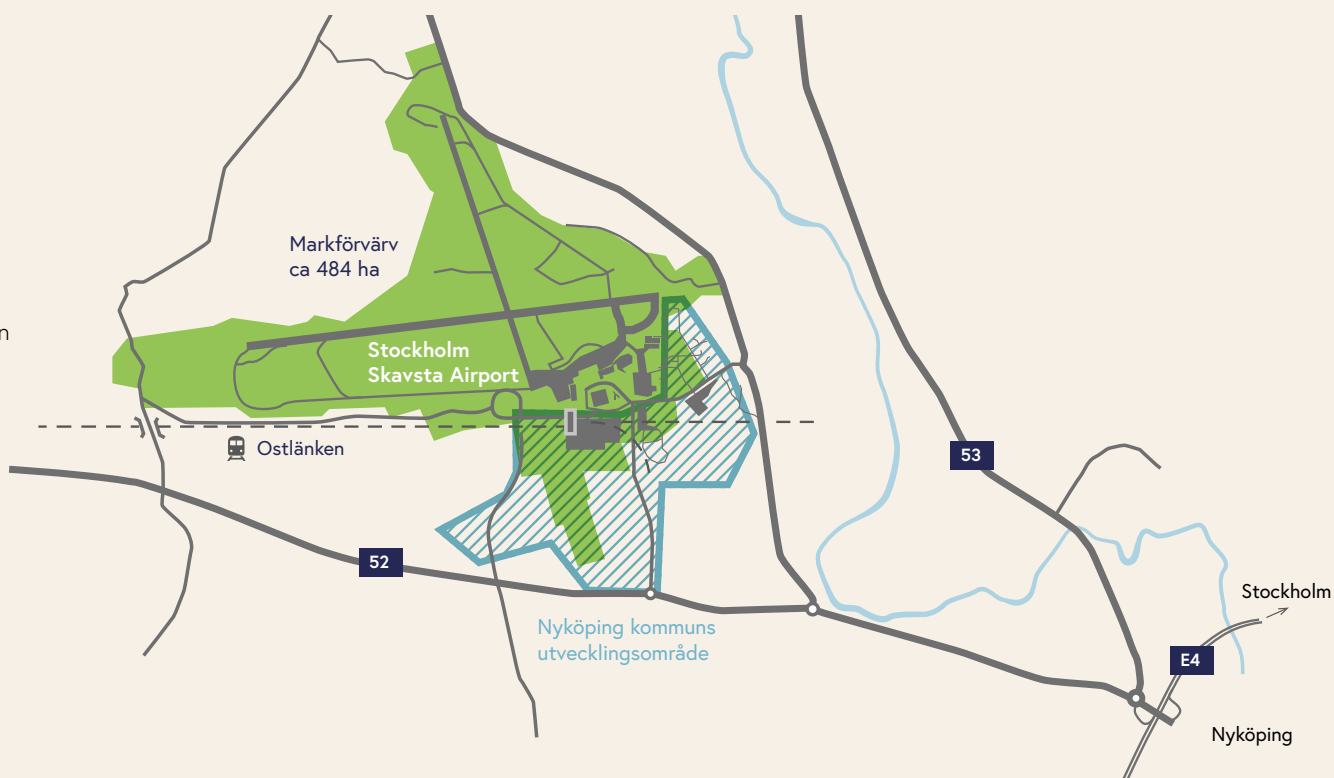 Markförvärv
ca 484 ha
n
Stockholm
Skavsta Airport
Ostlänken
53
52
Stockholm
Nyköping kommuns
utvecklingsområde
E4
Nyköping